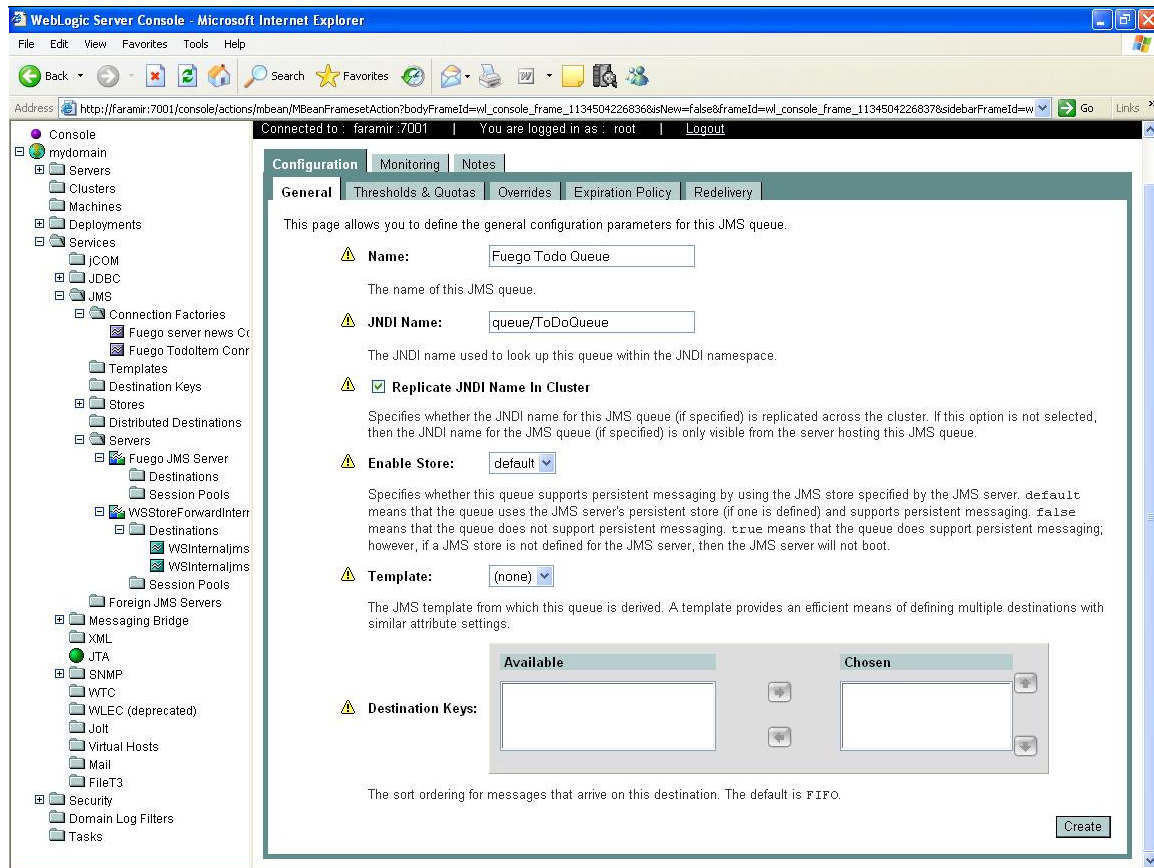 WebLogic Server Console - Microsoft Internet Explorer
File Edit View Favorites Tools Help
Back Search Favorites
Address http://faramir:7001/console/actions/mbean/MBeanFramesetAction?bodyFrameId=wl_console_frame_1134504226836&isNew=false&frameId=wl_console_frame_1134504226837&sidebarFrameId=w Go Links
Console
mydomain
Servers
Clusters
Machines
Deployments
Services
jCOM
JDBC
JMS
Connection Factories
Fuego server news Co
Fuego TodoItem Conr
Templates
Destination Keys
Stores
Distributed Destinations
Servers
Fuego JMS Server
Destinations
Session Pools
WSStoreForwardInterr
Destinations
WSInternaljms
WSInternaljms
Session Pools
Foreign JMS Servers
Messaging Bridge
XML
JTA
SNMP
WTC
WLEC (deprecated)
Jolt
Virtual Hosts
Mail
FileT3
Security
Domain Log Filters
Tasks
Connected to : faramir :7001 | You are logged in as : root | Logout
Configuration Monitoring Notes
General Thresholds & Quotas Overrides Expiration Policy Redelivery
This page allows you to define the general configuration parameters for this JMS queue.
Name: Fuego Todo Queue
The name of this JMS queue.
JNDI Name: queue/ToDoQueue
The JNDI name used to look up this queue within the JNDI namespace.
Replicate JNDI Name In Cluster
Specifies whether the JNDI name for this JMS queue (if specified) is replicated across the cluster. If this option is not selected,
then the JNDI name for the JMS queue (if specified) is only visible from the server hosting this JMS queue.
Enable Store: default
Specifies whether this queue supports persistent messaging by using the JMS store specified by the JMS server. default
means that the queue uses the JMS server's persistent store (if one is defined) and supports persistent messaging. false
means that the queue does not support persistent messaging. true means that the queue does support persistent messaging;
however, if a JMS store is not defined for the JMS server, then the JMS server will not boot.
Template: (none)
The JMS template from which this queue is derived. A template provides an efficient means of defining multiple destinations with
similar attribute settings.
Available Chosen
Destination Keys:
The sort ordering for messages that arrive on this destination. The default is FIFO.
Create